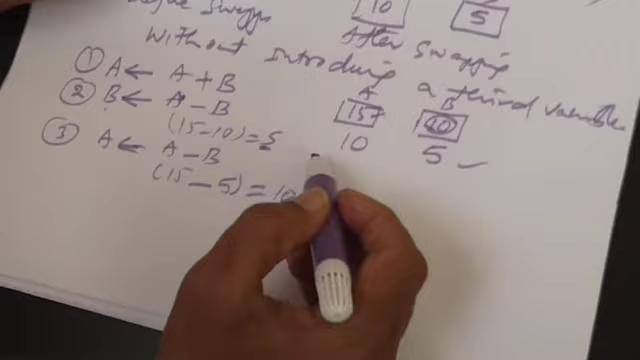 10 5
After Swapping
Without Introducing a third Variable
① A ← A + B
A B
② B ← A - B
15 10
(15-10) = 5
10 5 ✓
③ A ← A - B
(15 - 5) = 10